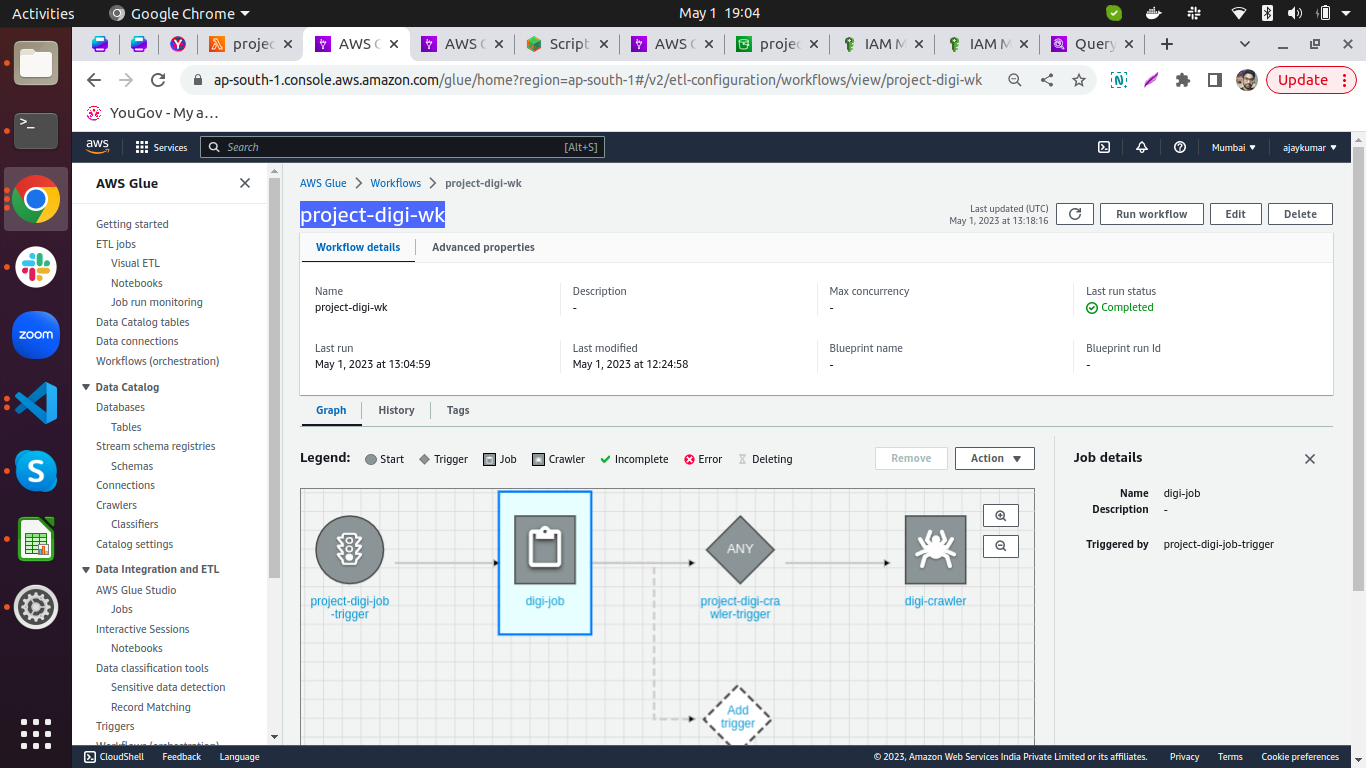 Activities
Google Chrome
May 1 19:04
projec
AWS G
AWS G
Script
AWS G
projec
IAM M
IAM M
Query
ap-south-1.console.aws.amazon.com/glue/home?region=ap-south-1#/v2/etl-configuration/workflows/view/project-digi-wk
Update
YouGov - My a…
aws
Services
Search
[Alt+S]
Mumbai
ajaykumar
AWS Glue
Getting started
ETL jobs
Visual ETL
Notebooks
Job run monitoring
Data Catalog tables
Data connections
Workflows (orchestration)
Data Catalog
Databases
Tables
Stream schema registries
Schemas
Connections
Crawlers
Classifiers
Catalog settings
Data Integration and ETL
AWS Glue Studio
Jobs
Interactive Sessions
Notebooks
Data classification tools
Sensitive data detection
Record Matching
Triggers
Workflows (orchestration)
AWS Glue
Workflows
project-digi-wk
project-digi-wk
Last updated (UTC)
May 1, 2023 at 13:18:16
Run workflow
Edit
Delete
Workflow details
Advanced properties
Name
project-digi-wk
Description
-
Max concurrency
-
Last run status
Completed
Last run
May 1, 2023 at 13:04:59
Last modified
May 1, 2023 at 12:24:58
Blueprint name
-
Blueprint run Id
-
Graph
History
Tags
Legend:
Start
Trigger
Job
Crawler
Incomplete
Error
Deleting
Remove
Action
project-digi-job
-trigger
digi-job
ANY
project-digi-cra
wler-trigger
digi-crawler
Add
trigger
Job details
Name digi-job
Description -
Triggered by project-digi-job-trigger
CloudShell
Feedback
Language
© 2023, Amazon Web Services India Private Limited or its affiliates.
Privacy
Terms
Cookie preferences
zoom